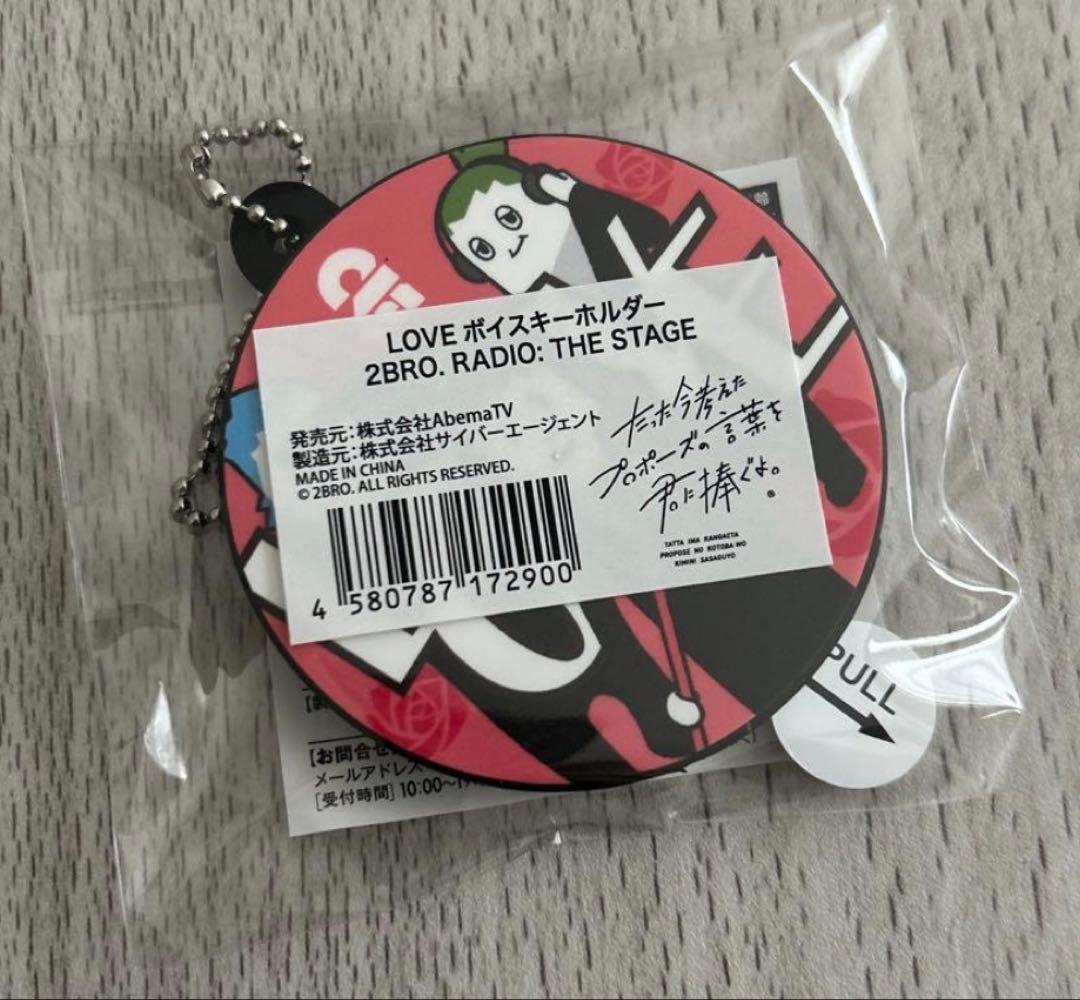 LOVE ボイスキーホルダー
2BRO. RADIO: THE STAGE
発売元:株式会社AbemaTV
製造元:株式会社サイバーエージェント
MADE IN CHINA
© 2BRO. ALL RIGHTS RESERVED.
4 580787 172900
たった今考えた
プロポーズの言葉を
君に捧ぐよ。
®
TATTA IMA KANGAETA
PROPOSE NO KOTOBA WO
KIMINI SASAGUYO
PULL
【お問合せ
メールアドレス
[受付時間] 10:00~1